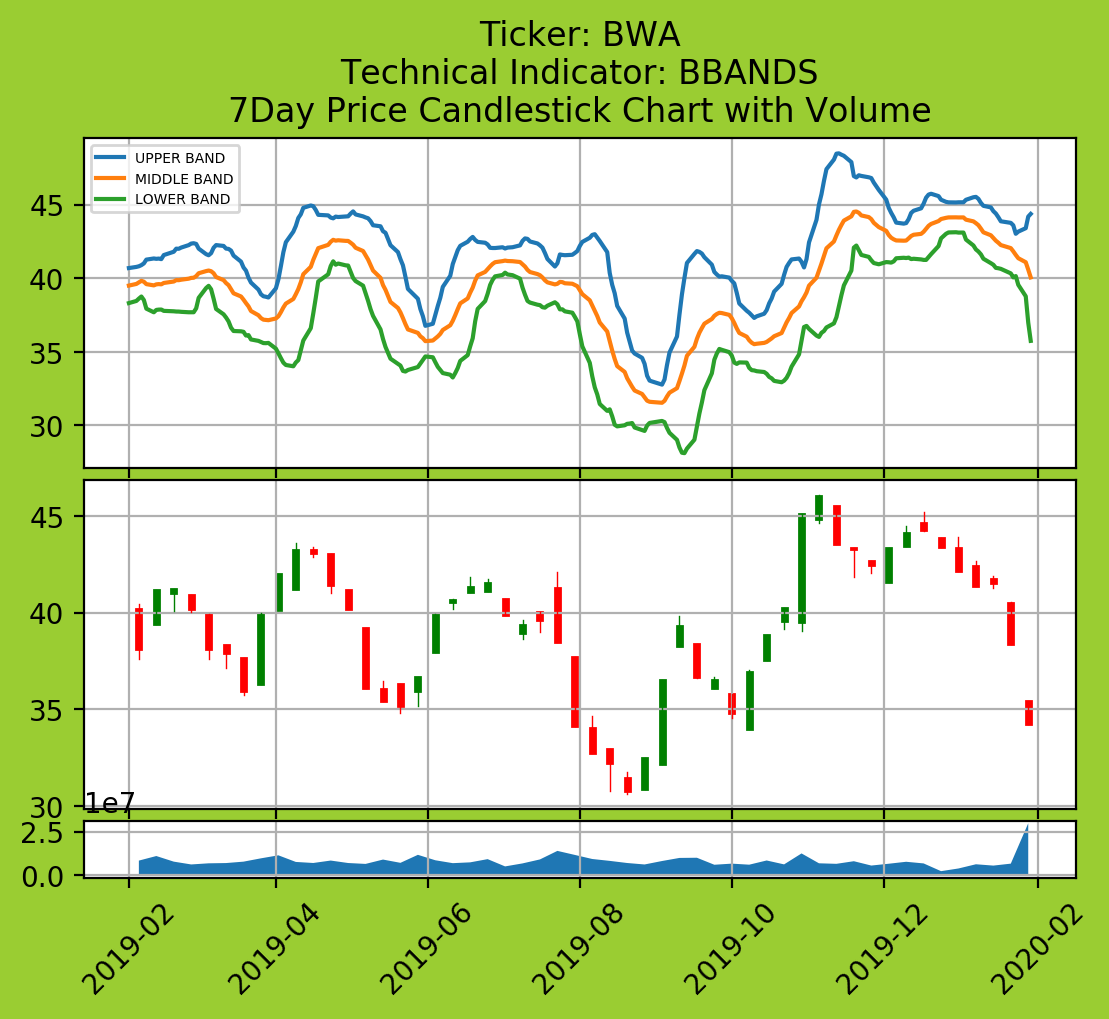 Ticker: BWA
Technical Indicator: BBANDS
7Day Price Candlestick Chart with Volume
UPPER BAND
MIDDLE BAND
LOWER BAND
45
40
35
30
45
40
35
30
1e7
2.5
0.0
2019-02
2019-04
2019-06
2019-08
2019-10
2019-12
2020-02